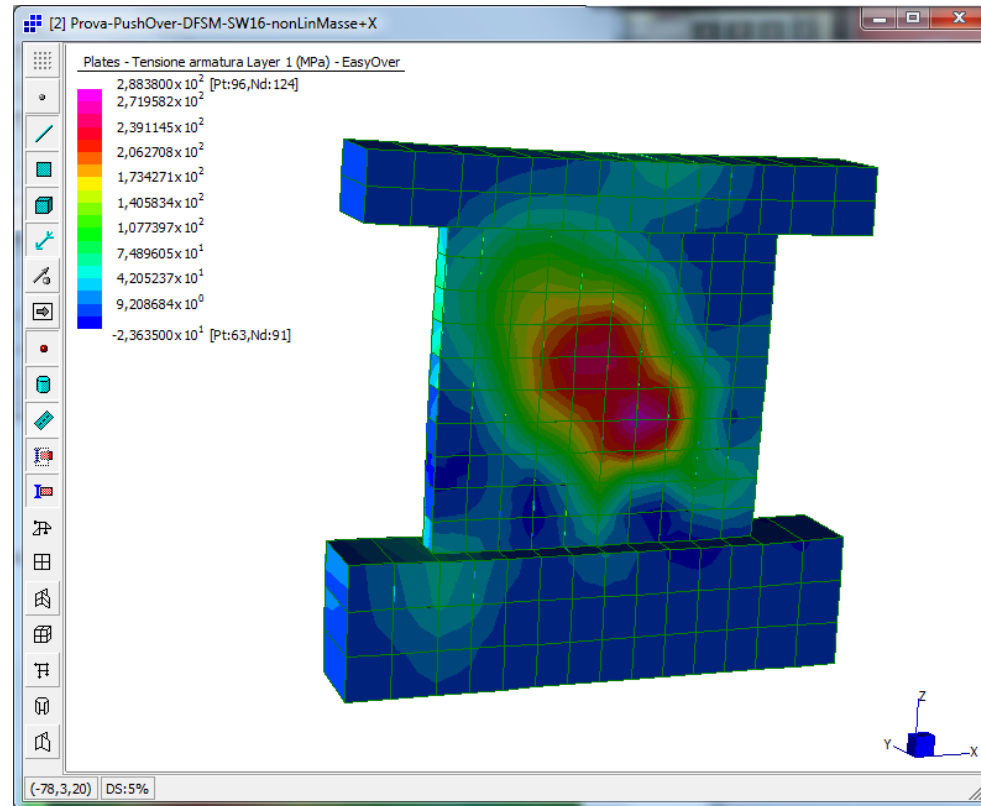 [2] Prova-PushOver-DFSM-SW16-nonLinMasse+X
Plates - Tensione armatura Layer 1 (MPa) - EasyOver
2,883800x10² [Pt:96,Nd:124]
2,719582x10²
2,391145x10²
2,062708x10²
1,734271x10²
1,405834x10²
1,077397x10²
7,489605x10¹
4,205237x10¹
9,208684x10⁰
-2,363500x10¹ [Pt:63,Nd:91]
Z
Y
X
(-78,3,20) DS:5%